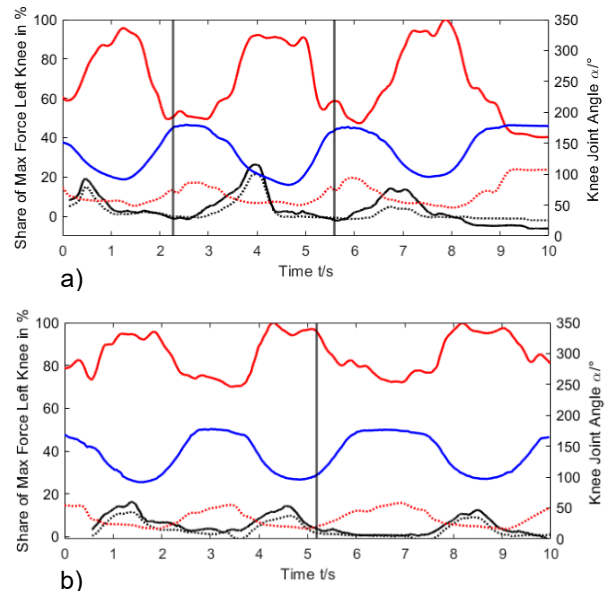 Share of Max Force Left Knee in %
100
80
60
40
20
0
350
300
250
200
150
100
50
0
Knee Joint Angle α/°
0 1 2 3 4 5 6 7 8 9 10
Time t/s
a)
Share of Max Force Left Knee in %
100
80
60
40
20
0
350
300
250
200
150
100
50
0
Knee Joint Angle α/°
0 1 2 3 4 5 6 7 8 9 10
Time t/s
b)